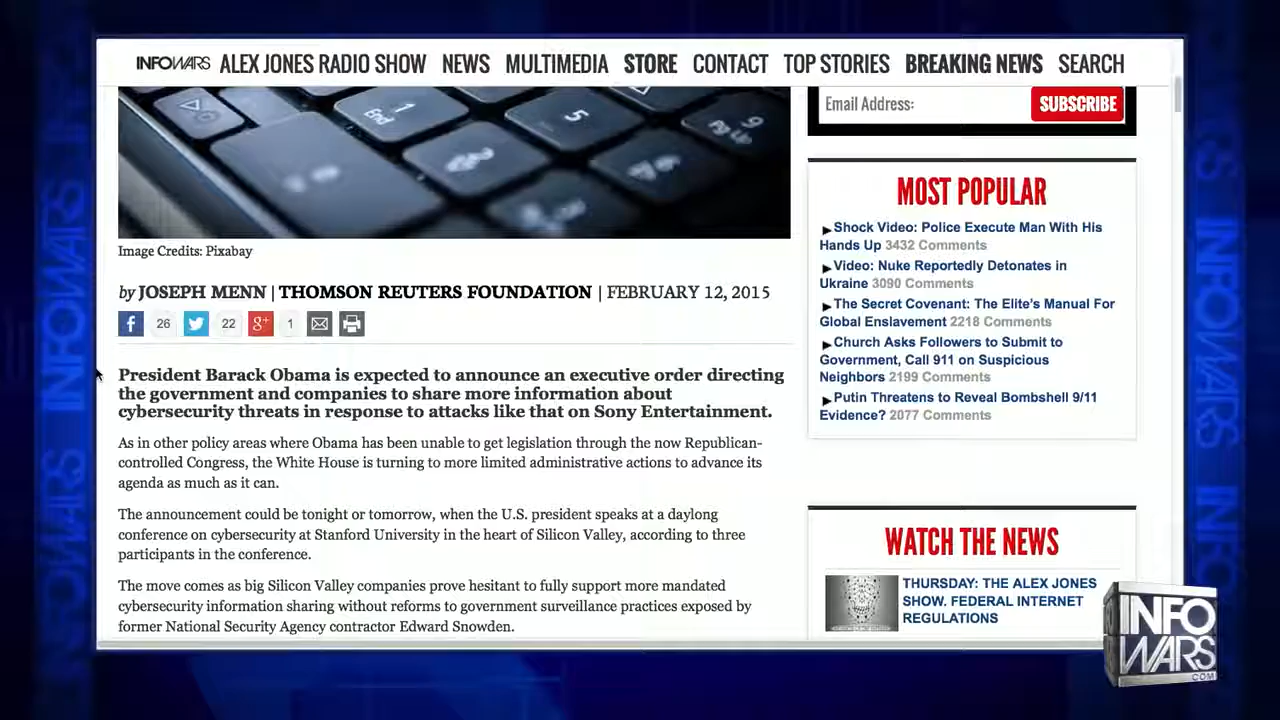 INFOWARS ALEX JONES RADIO SHOW NEWS MULTIMEDIA STORE CONTACT TOP STORIES BREAKING NEWS SEARCH
1
End
5
9
Pg Up
Email Address:
SUBSCRIBE
Image Credits: Pixabay
by JOSEPH MENN | THOMSON REUTERS FOUNDATION | FEBRUARY 12, 2015
26 22 g+ 1
President Barack Obama is expected to announce an executive order directing
the government and companies to share more information about
cybersecurity threats in response to attacks like that on Sony Entertainment.
As in other policy areas where Obama has been unable to get legislation through the now Republican-
controlled Congress, the White House is turning to more limited administrative actions to advance its
agenda as much as it can.
The announcement could be tonight or tomorrow, when the U.S. president speaks at a daylong
conference on cybersecurity at Stanford University in the heart of Silicon Valley, according to three
participants in the conference.
The move comes as big Silicon Valley companies prove hesitant to fully support more mandated
cybersecurity information sharing without reforms to government surveillance practices exposed by
former National Security Agency contractor Edward Snowden.
MOST POPULAR
Shock Video: Police Execute Man With His
Hands Up 3432 Comments
Video: Nuke Reportedly Detonates in
Ukraine 3090 Comments
The Secret Covenant: The Elite's Manual For
Global Enslavement 2218 Comments
Church Asks Followers to Submit to
Government, Call 911 on Suspicious
Neighbors 2199 Comments
Putin Threatens to Reveal Bombshell 9/11
Evidence? 2077 Comments
WATCH THE NEWS
THURSDAY: THE ALEX JONES
SHOW. FEDERAL INTERNET
REGULATIONS
INFO
WARS
.COM
INFOWARS
INFOWARS